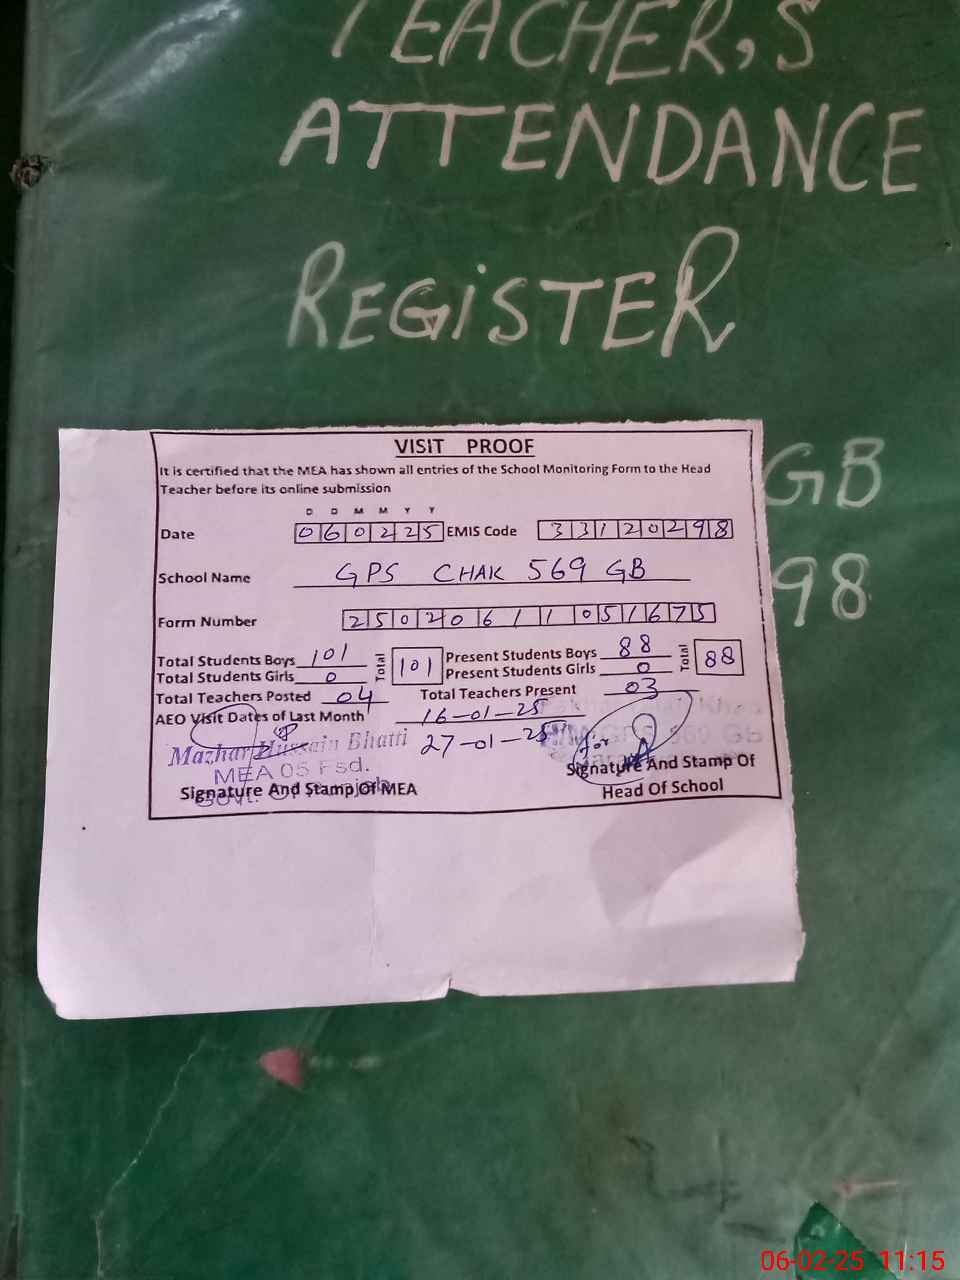 TEACHER,S
ATTENDANCE
REGISTER
GB
98
VISIT PROOF
It is certified that the MEA has shown all entries of the School Monitoring Form to the Head
Teacher before its online submission
D D M M Y Y
Date 060225 EMIS Code 33120298
School Name GPS CHAK 569 GB
Form Number 25020611051675
Total Students Boys 101 Total 101 Present Students Boys 88 Total 88
Total Students Girls 0 Present Students Girls 0
Total Teachers Posted 04 Total Teachers Present 03
AEO Visit Dates of Last Month 16-01-25
27-01-25
Mazhar Hussain Bhatti
MEA 05 Fsd.
Govt. Of
Signature And Stamp Of MEA
for
Signature And Stamp Of
Head Of School
06-02-25 11:15